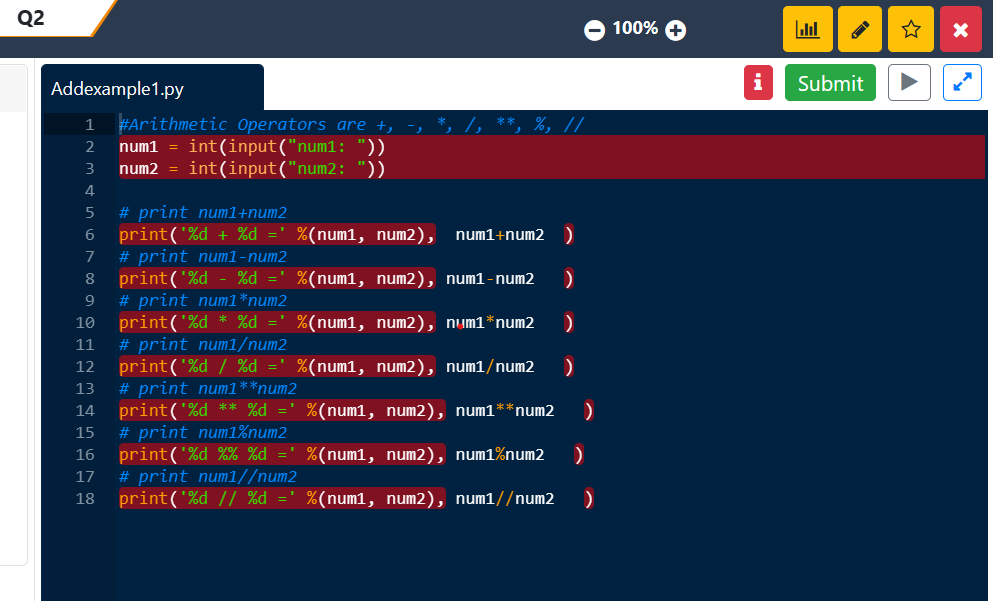 Q2
100%
Addexample1.py
Submit
1 #Arithmetic Operators are +, -, *, /, **, %, //
2 num1 = int(input("num1: "))
3 num2 = int(input("num2: "))
4
5 # print num1+num2
6 print('%d + %d =' %(num1, num2),  num1+num2  )
7 # print num1-num2
8 print('%d - %d =' %(num1, num2), num1-num2   )
9 # print num1*num2
10 print('%d * %d =' %(num1, num2), num1*num2   )
11 # print num1/num2
12 print('%d / %d =' %(num1, num2), num1/num2   )
13 # print num1**num2
14 print('%d ** %d =' %(num1, num2), num1**num2   )
15 # print num1%num2
16 print('%d %% %d =' %(num1, num2), num1%num2   )
17 # print num1//num2
18 print('%d // %d =' %(num1, num2), num1//num2   )